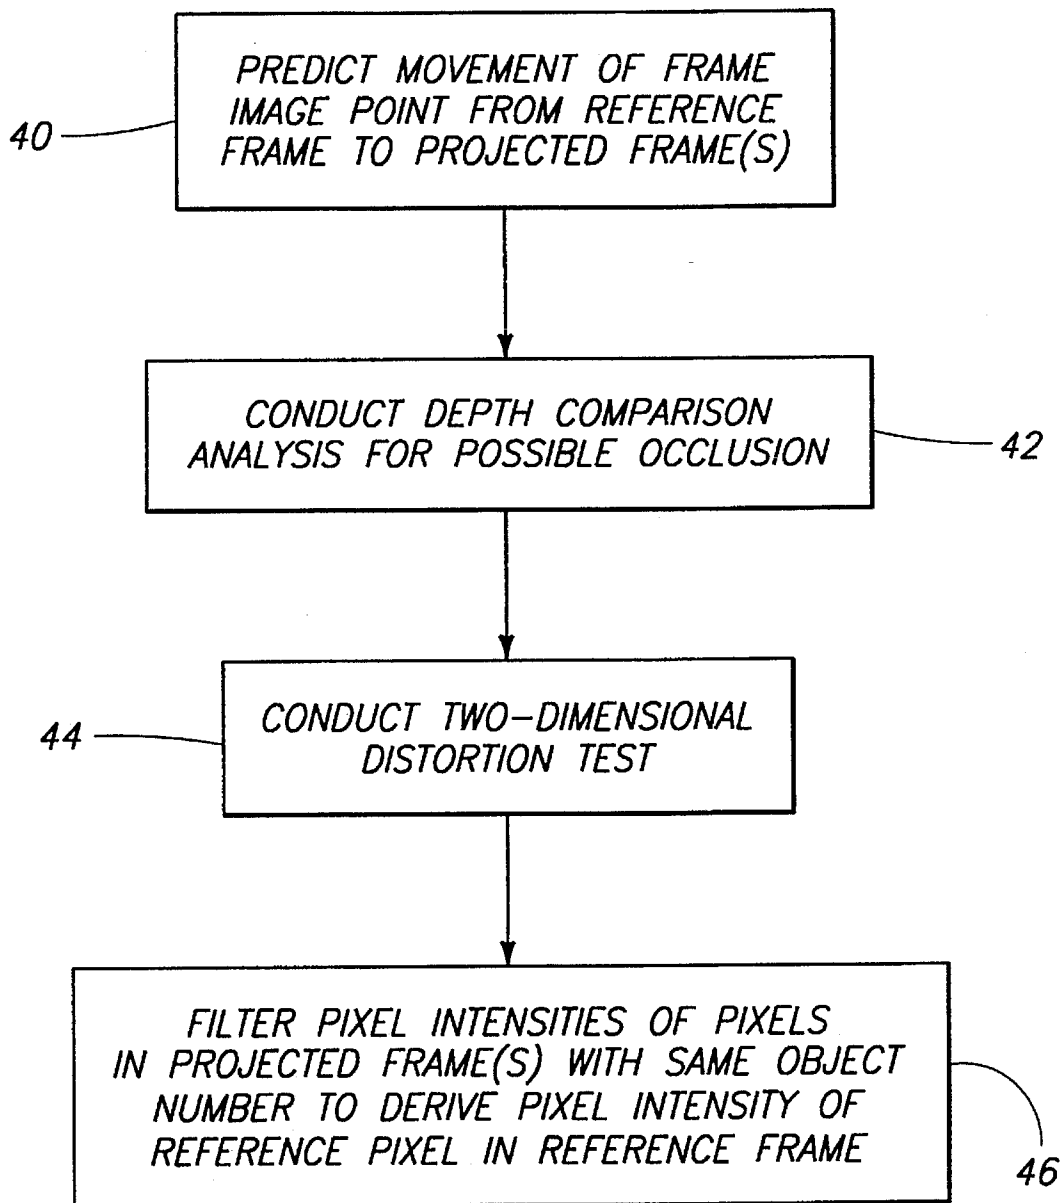 PREDICT MOVEMENT OF FRAME
IMAGE POINT FROM REFERENCE
FRAME TO PROJECTED FRAME(S)
40
CONDUCT DEPTH COMPARISON
ANALYSIS FOR POSSIBLE OCCLUSION
42
CONDUCT TWO-DIMENSIONAL
DISTORTION TEST
44
FILTER PIXEL INTENSITIES OF PIXELS
IN PROJECTED FRAME(S) WITH SAME OBJECT
NUMBER TO DERIVE PIXEL INTENSITY OF
REFERENCE PIXEL IN REFERENCE FRAME
46